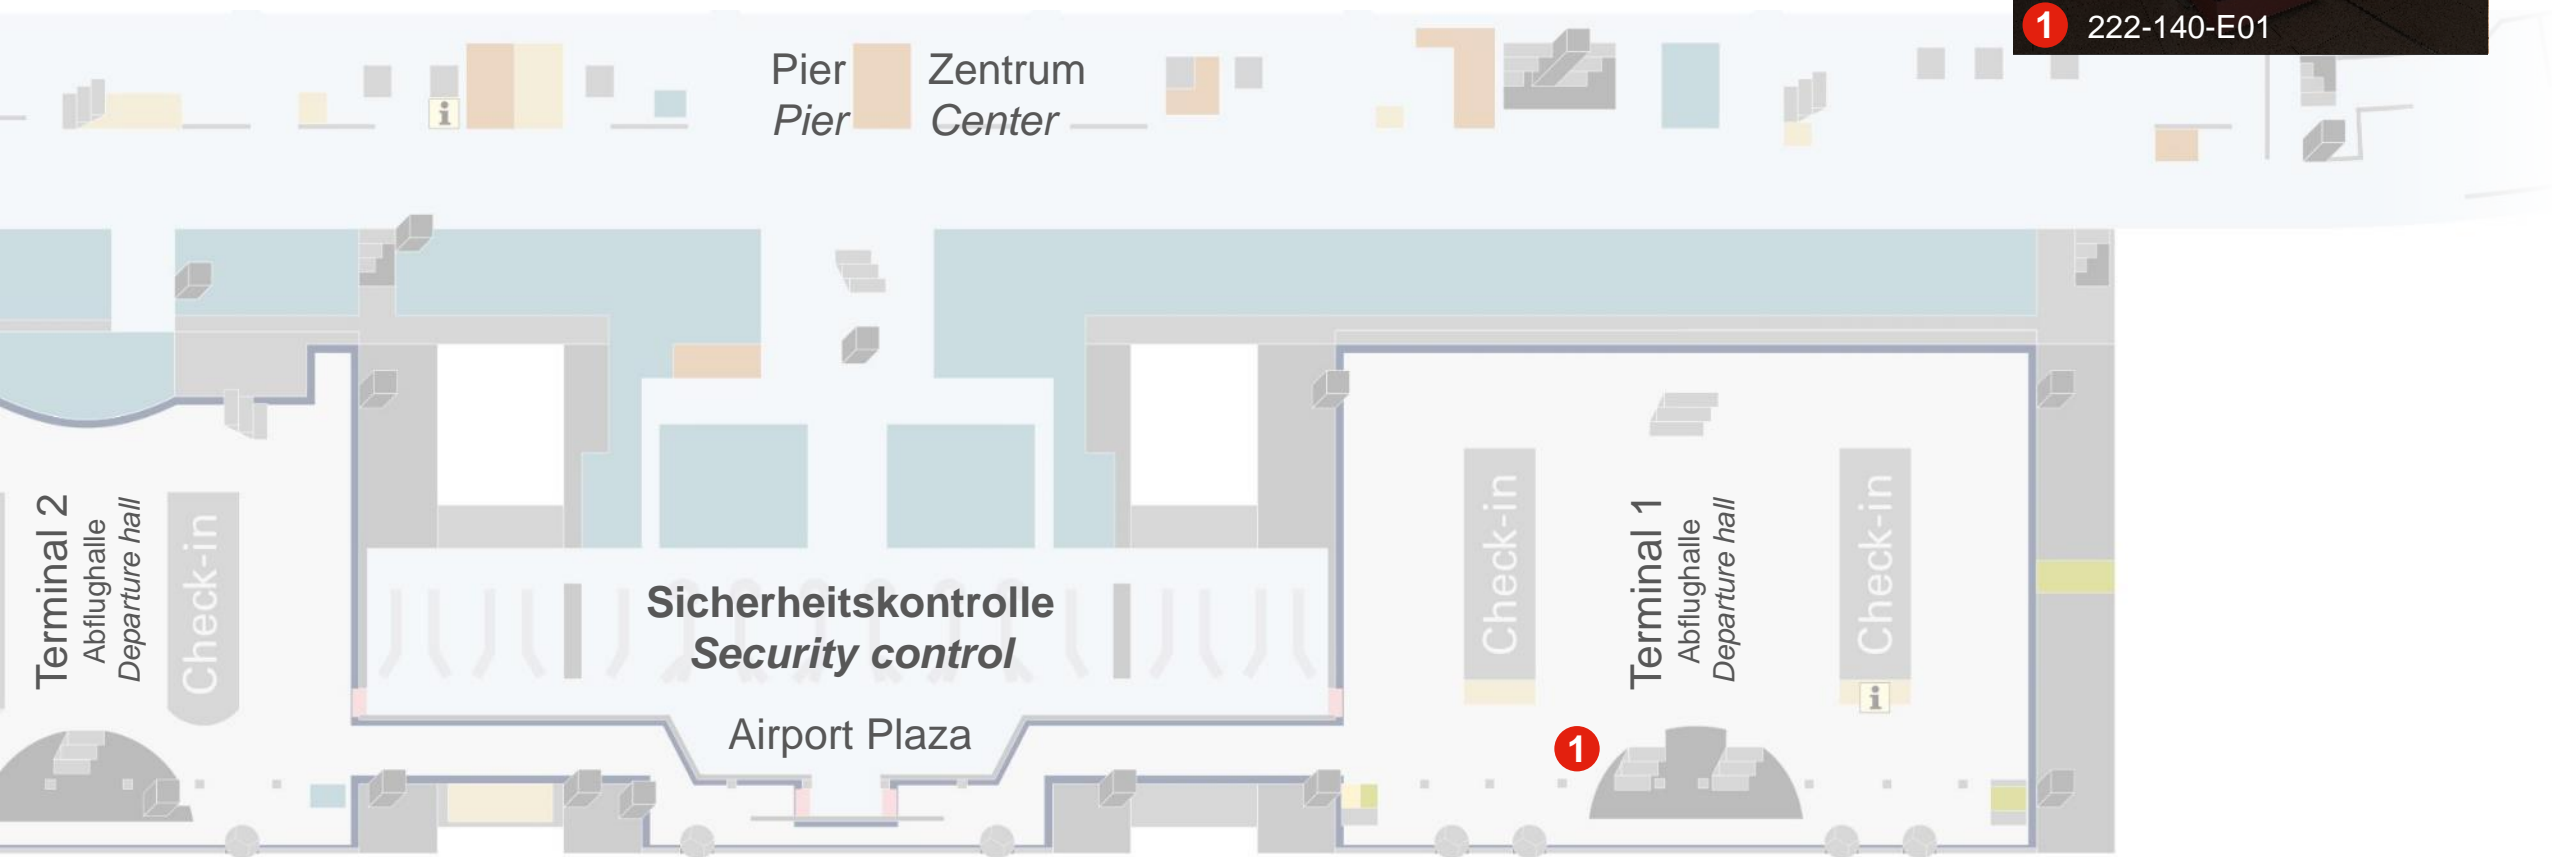 1 222-140-E01
Pier Zentrum
Pier Center
i
Terminal 2
Abflughalle
Departure hall
Check-in
Sicherheitskontrolle
Security control
Airport Plaza
Check-in
Terminal 1
Abflughalle
Departure hall
Check-in
i
1